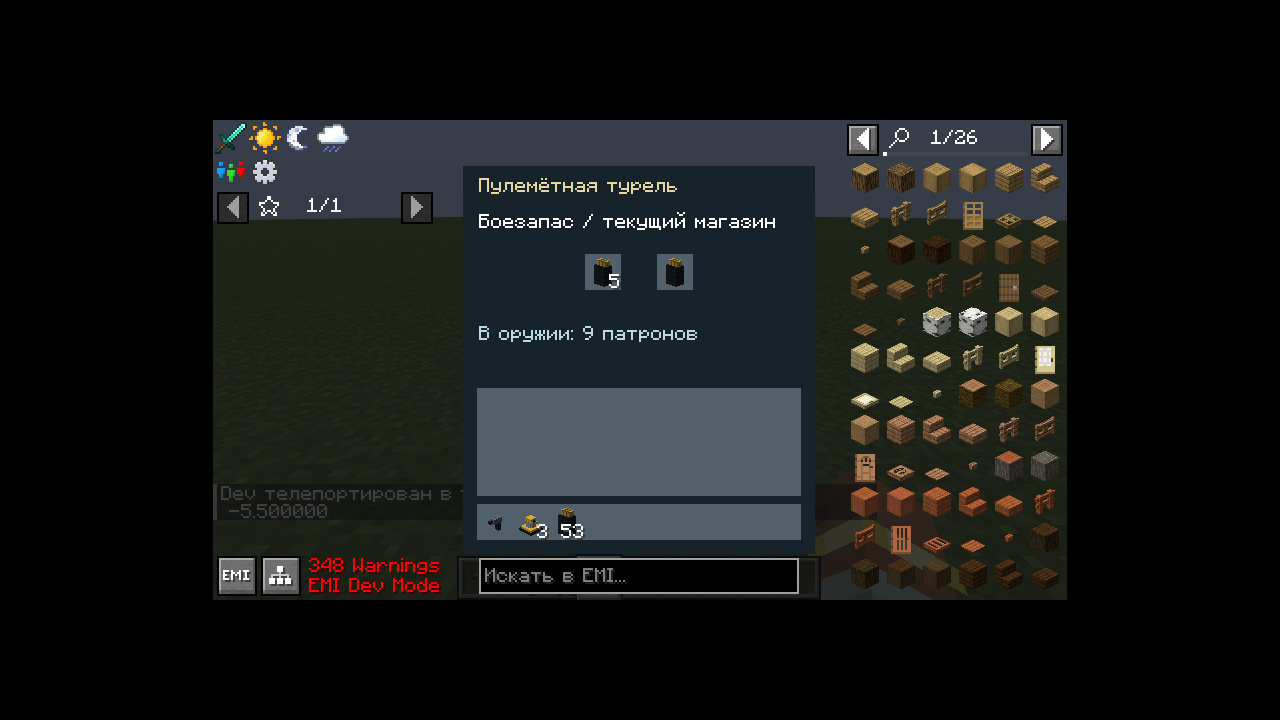 1/26
1/1
Пулемётная турель
Боезапас / текущий магазин
5
В оружии: 9 патронов
Dev телепортирован в
-5.500000
3
53
EMI
348 Warnings
EMI Dev Mode
Искать в EMI...